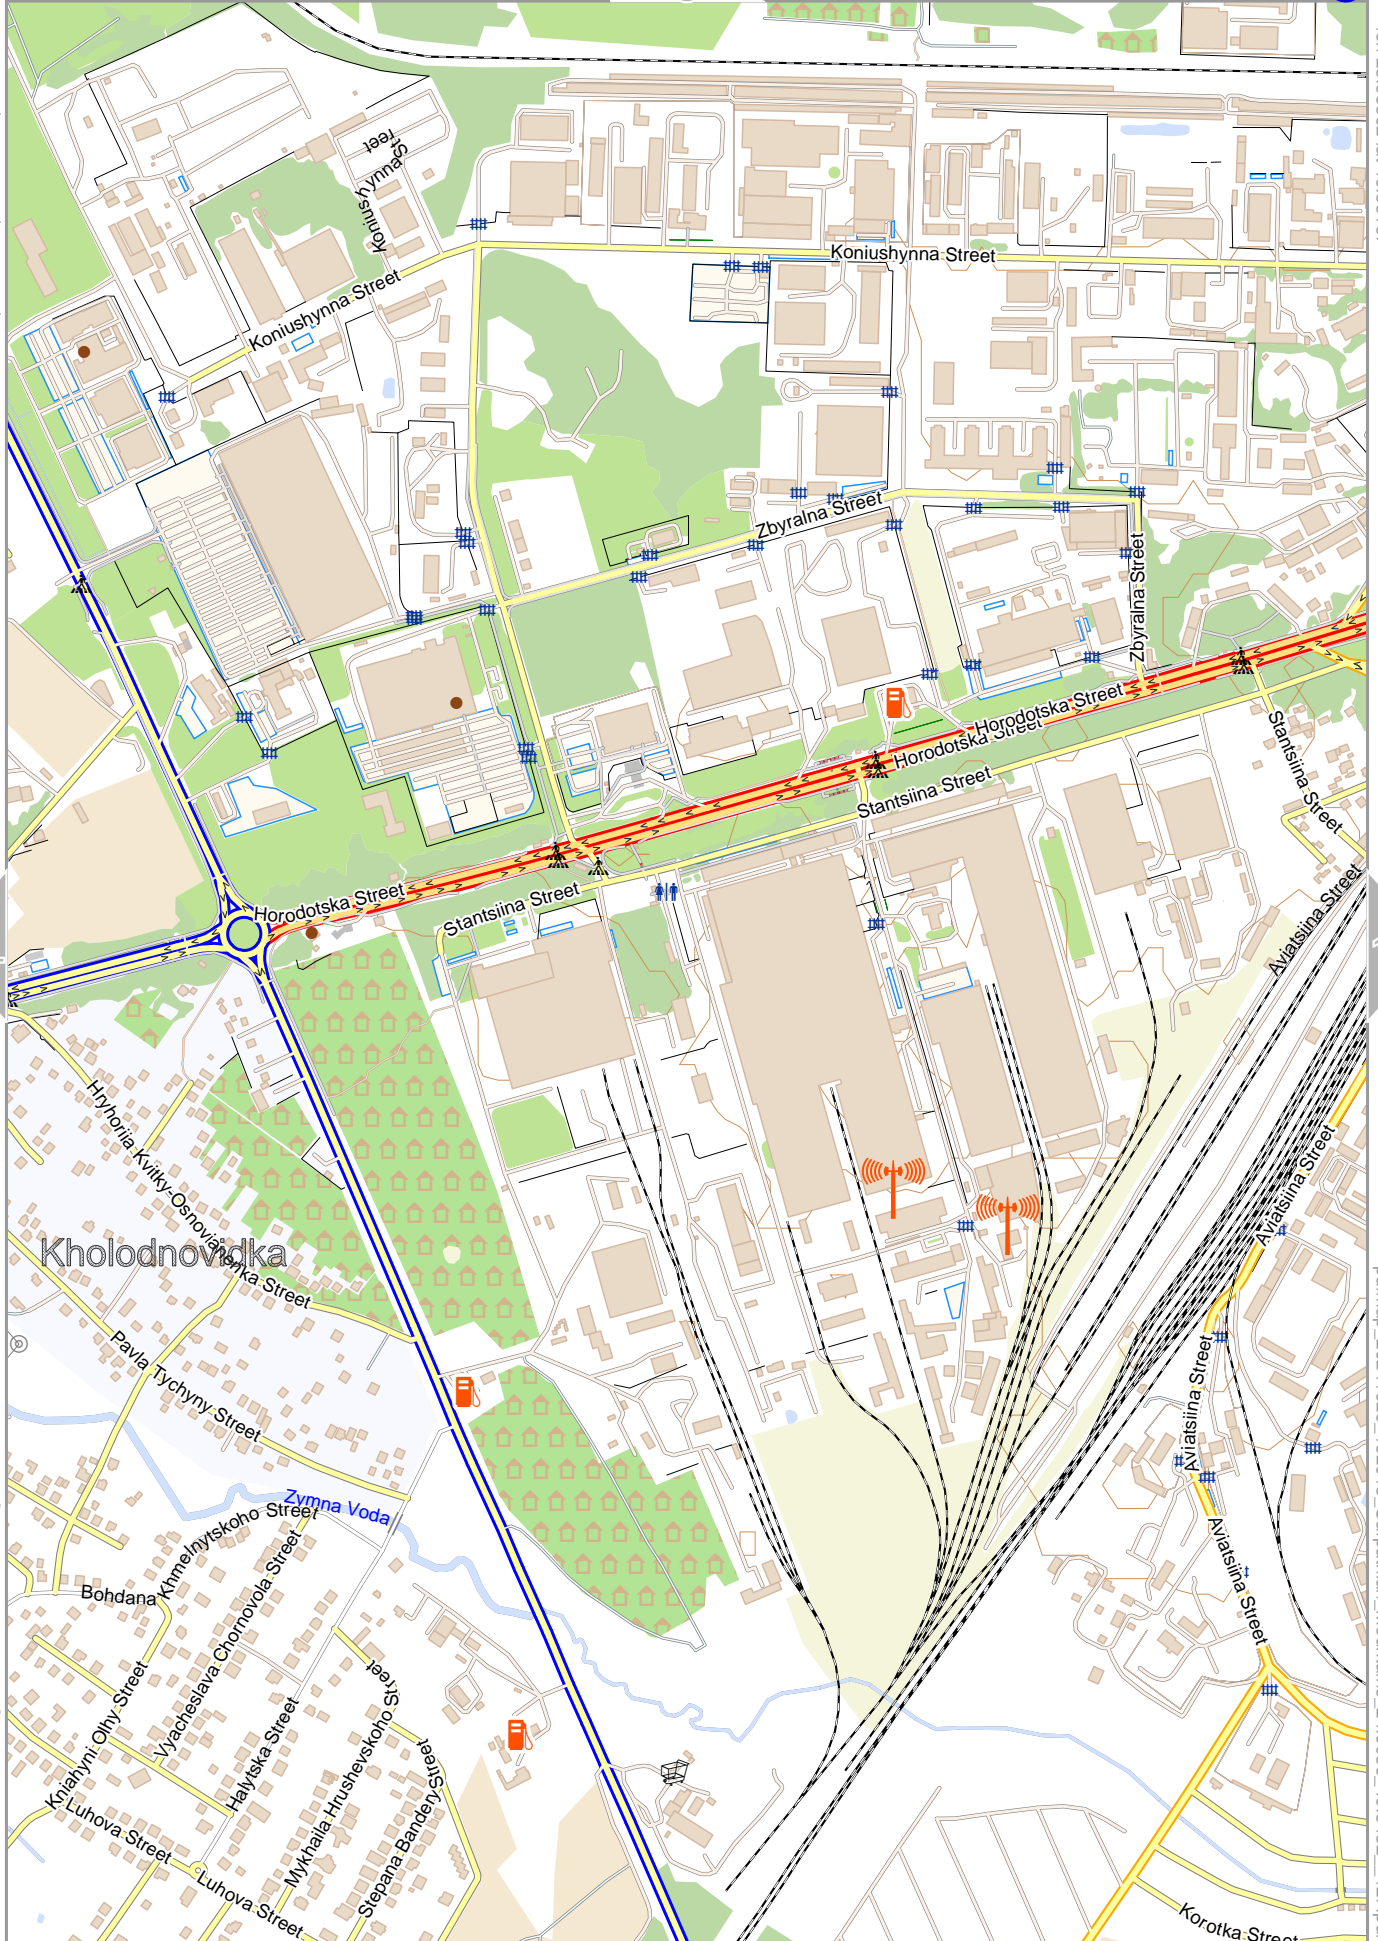 Koniushynna Street
Koniushynna Street
Koniushynna Street
Zbyralna Street
Zbyralna Street
Horodotska Street
Horodotska Street
Stantsiina Street
Stantsiina Street
Horodotska Street
Stantsiina Street
Aviatsiina Street
Hryhoriia Kvitky-Osnovianenka Street
Kholodnovidka
Aviatsiina Street
Pavla Tychyny Street
Aviatsiina Street
Zymna Voda
Bohdana Khmelnytskoho Street
Aviatsiina Street
Vyacheslava Chornovola Street
Kniahyni Olhy Street
Halytska Street
Mykhaila Hrushevskoho Street
Stepana Bandery Street
Luhova Street
Luhova Street
Korotka Street